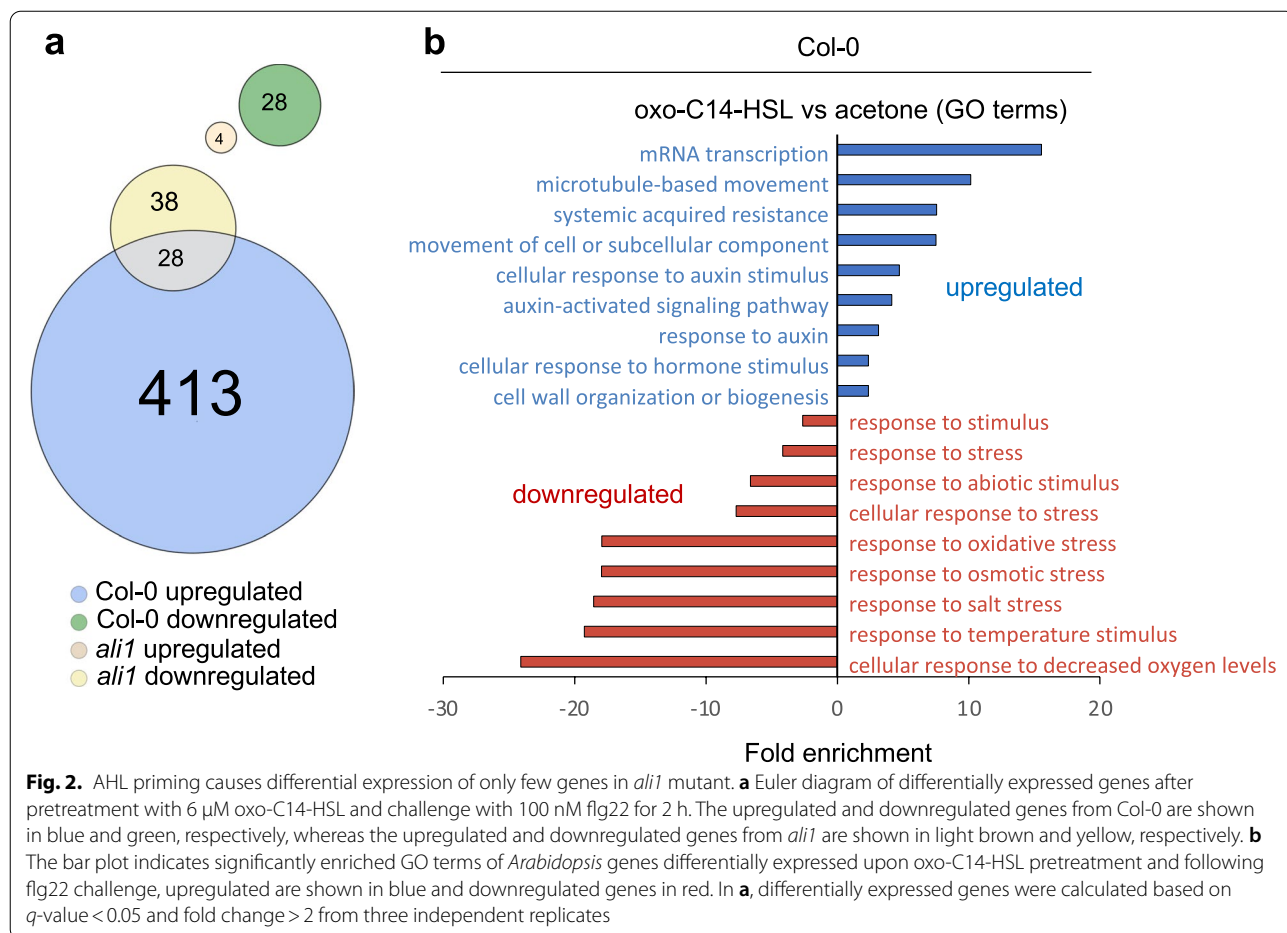 a
28
4
38
28
413
Col-0 upregulated
Col-0 downregulated
ali1 upregulated
ali1 downregulated
b
Col-0
oxo-C14-HSL vs acetone (GO terms)
mRNA transcription
microtubule-based movement
systemic acquired resistance
movement of cell or subcellular component
cellular response to auxin stimulus
auxin-activated signaling pathway
response to auxin
cellular response to hormone stimulus
cell wall organization or biogenesis
upregulated
response to stimulus
response to stress
response to abiotic stimulus
cellular response to stress
response to oxidative stress
response to osmotic stress
response to salt stress
response to temperature stimulus
cellular response to decreased oxygen levels
downregulated
-30 -20 -10 0 10 20
Fold enrichment
Fig. 2. AHL priming causes differential expression of only few genes in ali1 mutant. a Euler diagram of differentially expressed genes after
pretreatment with 6 µM oxo-C14-HSL and challenge with 100 nM flg22 for 2 h. The upregulated and downregulated genes from Col-0 are shown
in blue and green, respectively, whereas the upregulated and downregulated genes from ali1 are shown in light brown and yellow, respectively. b
The bar plot indicates significantly enriched GO terms of Arabidopsis genes differentially expressed upon oxo-C14-HSL pretreatment and following
flg22 challenge, upregulated are shown in blue and downregulated genes in red. In a, differentially expressed genes were calculated based on
q-value < 0.05 and fold change > 2 from three independent replicates